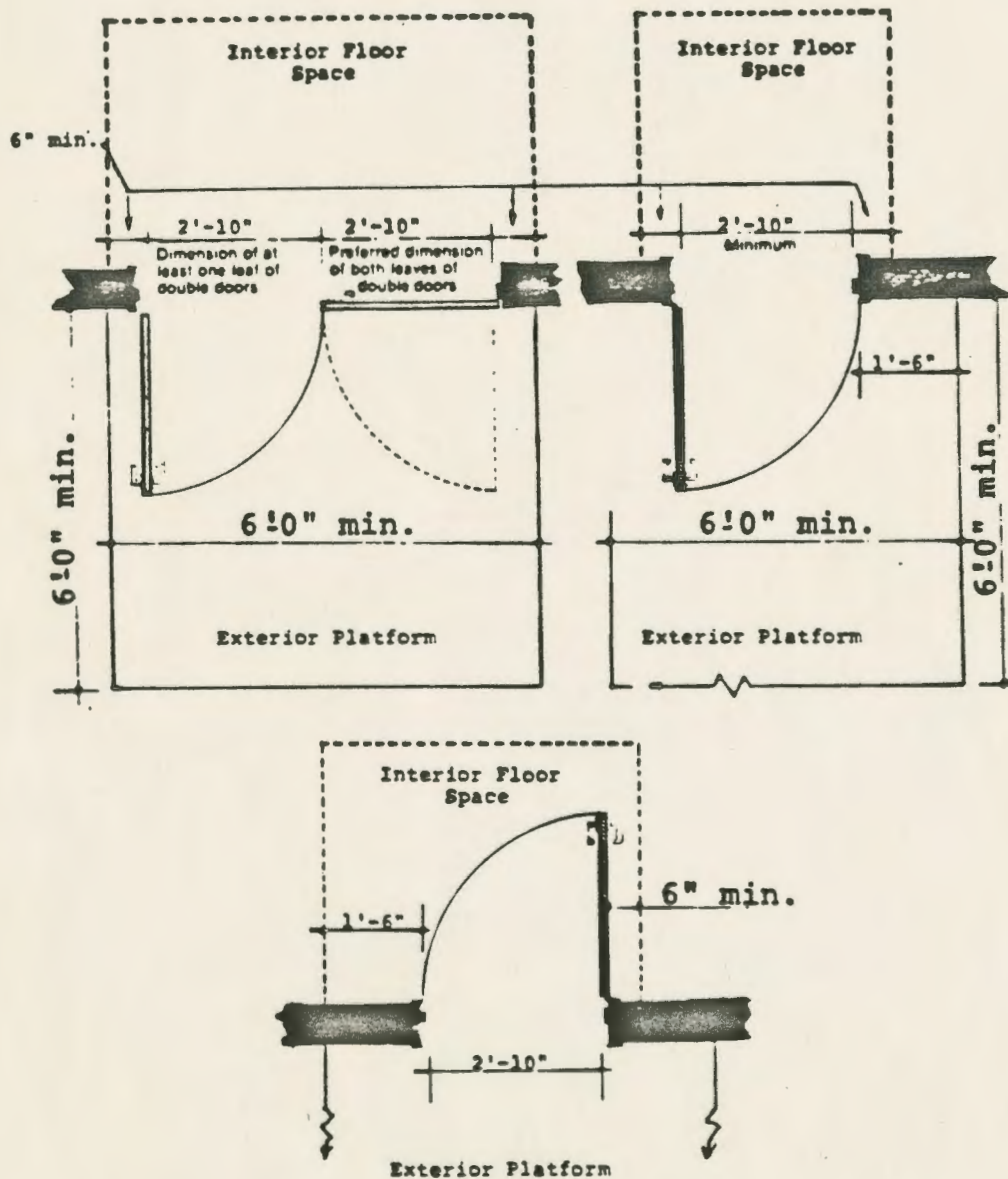 Interior Floor
Space
Interior Floor
Space
6" min.
2'-10"
2'-10"
2'-10"
Minimum
Dimension of at
least one leaf of
double doors
Preferred dimension
of both leaves of
double doors
1'-6"
6'0" min.
6'0" min.
6'0" min.
6'0" min.
Exterior Platform
Exterior Platform
Interior Floor
Space
6" min.
1'-6"
2'-10"
Exterior Platform